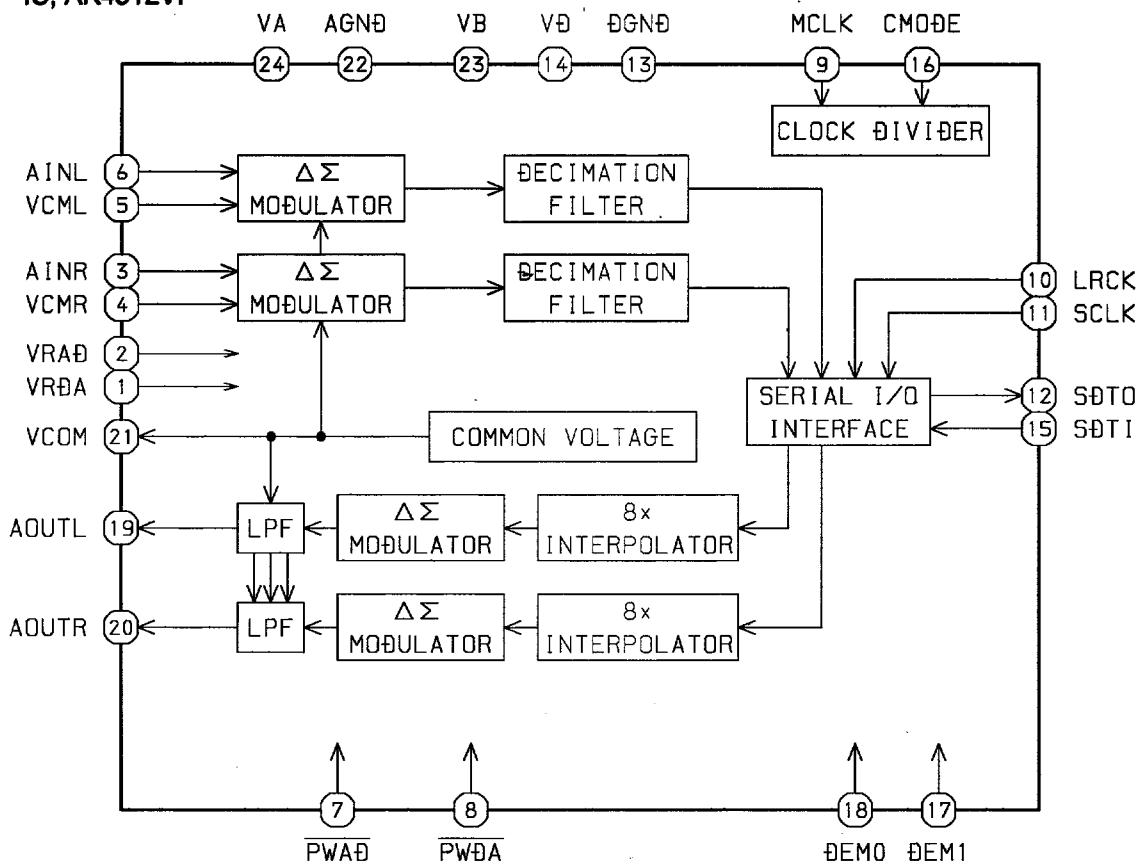 VA AGND VB VD DGND MCLK CMODE
24 22 23 14 13 9 16
CLOCK DIVIDER
AINL 6
VCML 5
ΔΣ
MODULATOR
DECIMATION
FILTER
AINR 3
VCMR 4
ΔΣ
MODULATOR
DECIMATION
FILTER
10 LRCK
11 SCLK
VRAD 2
VRDA 1
SERIAL I/O
INTERFACE
12 SDTO
15 SDTI
VCOM 21
COMMON VOLTAGE
AOUTL 19
LPF
ΔΣ
MODULATOR
8x
INTERPOLATOR
AOUTR 20
LPF
ΔΣ
MODULATOR
8x
INTERPOLATOR
7 8 18 17
PWAD PWDA DEM0 DEM1